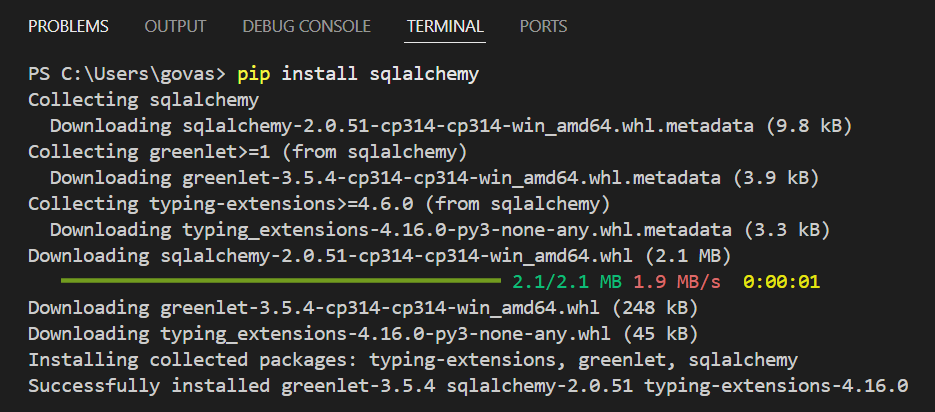 PROBLEMS OUTPUT DEBUG CONSOLE TERMINAL PORTS
PS C:\Users\govas> pip install sqlalchemy
Collecting sqlalchemy
  Downloading sqlalchemy-2.0.51-cp314-cp314-win_amd64.whl.metadata (9.8 kB)
Collecting greenlet>=1 (from sqlalchemy)
  Downloading greenlet-3.5.4-cp314-cp314-win_amd64.whl.metadata (3.9 kB)
Collecting typing-extensions>=4.6.0 (from sqlalchemy)
  Downloading typing_extensions-4.16.0-py3-none-any.whl.metadata (3.3 kB)
Downloading sqlalchemy-2.0.51-cp314-cp314-win_amd64.whl (2.1 MB)
2.1/2.1 MB 1.9 MB/s 0:00:01
Downloading greenlet-3.5.4-cp314-cp314-win_amd64.whl (248 kB)
Downloading typing_extensions-4.16.0-py3-none-any.whl (45 kB)
Installing collected packages: typing-extensions, greenlet, sqlalchemy
Successfully installed greenlet-3.5.4 sqlalchemy-2.0.51 typing-extensions-4.16.0